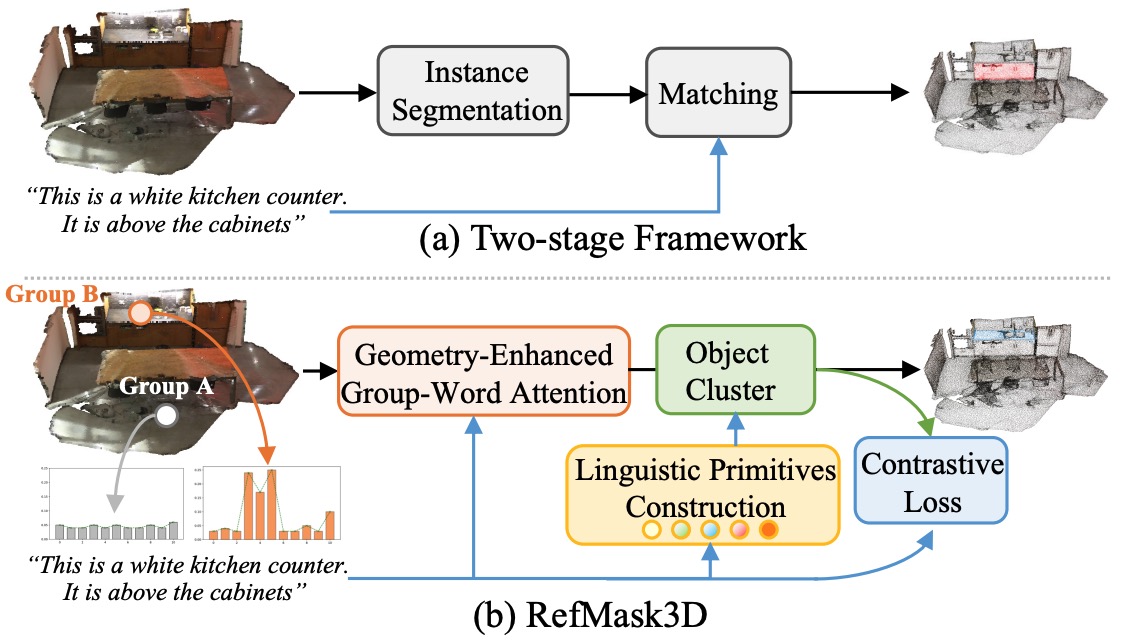 Instance
Segmentation
Matching
“This is a white kitchen counter.
It is above the cabinets”
(a) Two-stage Framework
Group B
Group A
Geometry-Enhanced
Group-Word Attention
Object
Cluster
Linguistic Primitives
Construction
Contrastive
Loss
“This is a white kitchen counter.
It is above the cabinets”
(b) RefMask3D